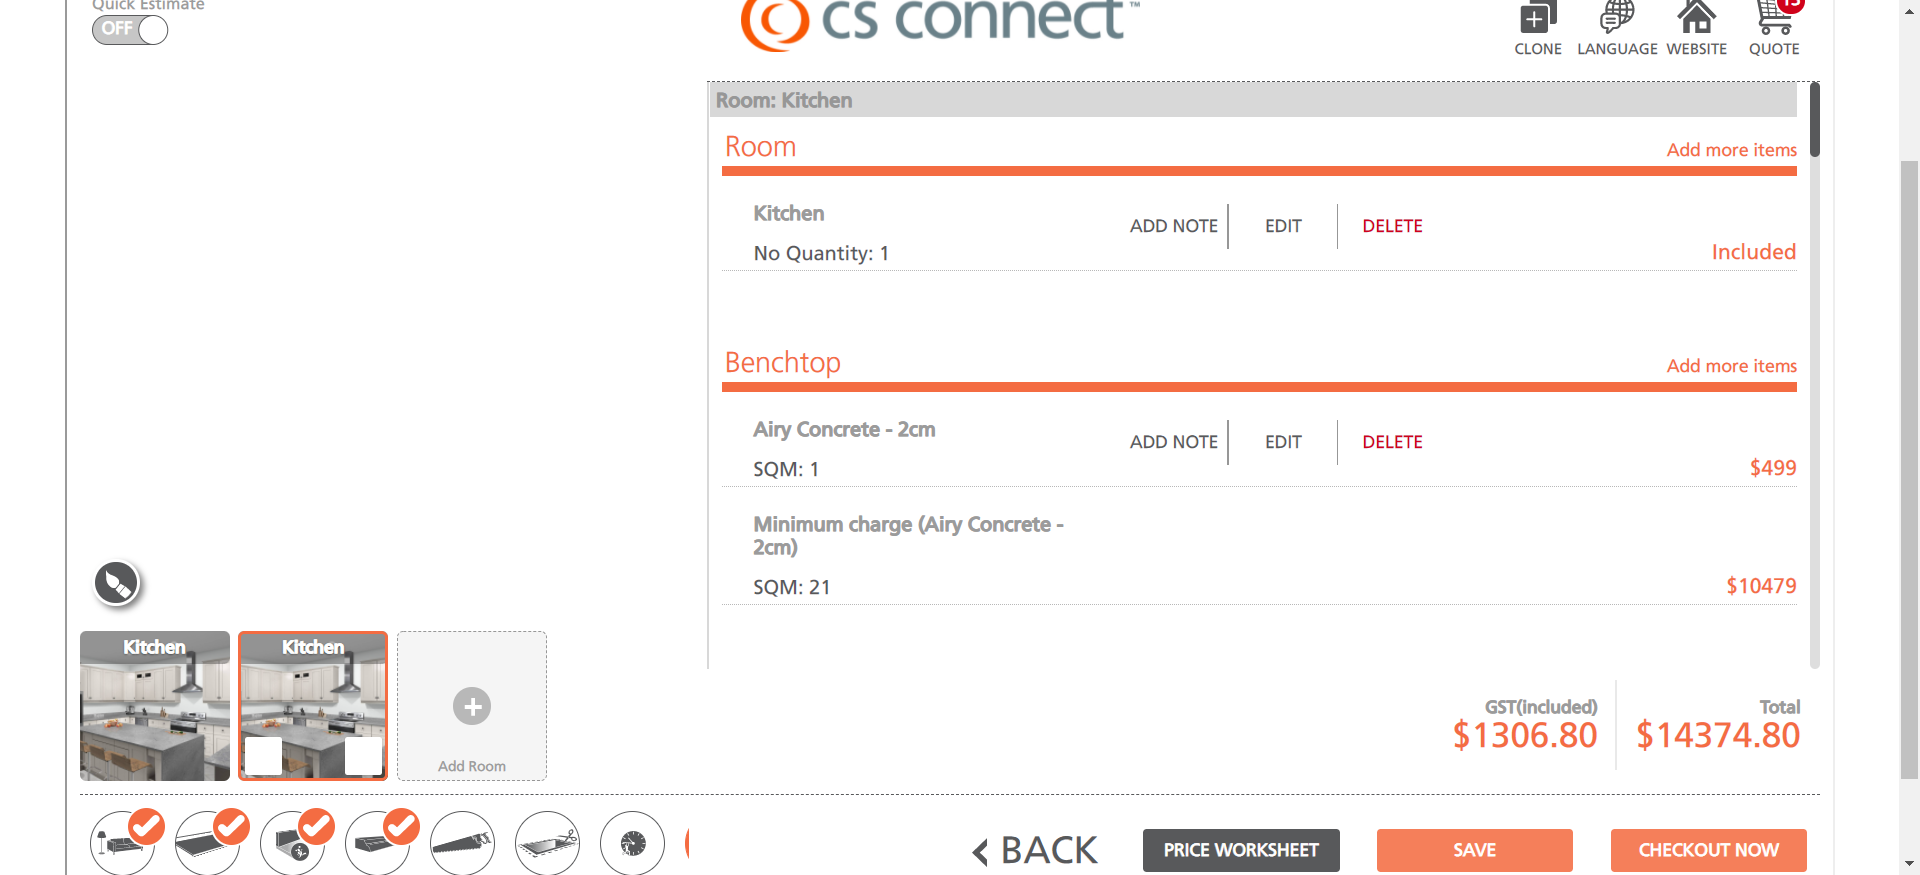 Quick Estimate
OFF
cs connect™
CLONE
LANGUAGE
WEBSITE
QUOTE
Room: Kitchen
Room
Add more items
Kitchen
ADD NOTE
EDIT
DELETE
No Quantity: 1
Included
Benchtop
Add more items
Airy Concrete - 2cm
ADD NOTE
EDIT
DELETE
SQM: 1
$499
Minimum charge (Airy Concrete -
2cm)
SQM: 21
$10479
Kitchen
Kitchen
Add Room
GST(included)
$1306.80
Total
$14374.80
BACK
PRICE WORKSHEET
SAVE
CHECKOUT NOW